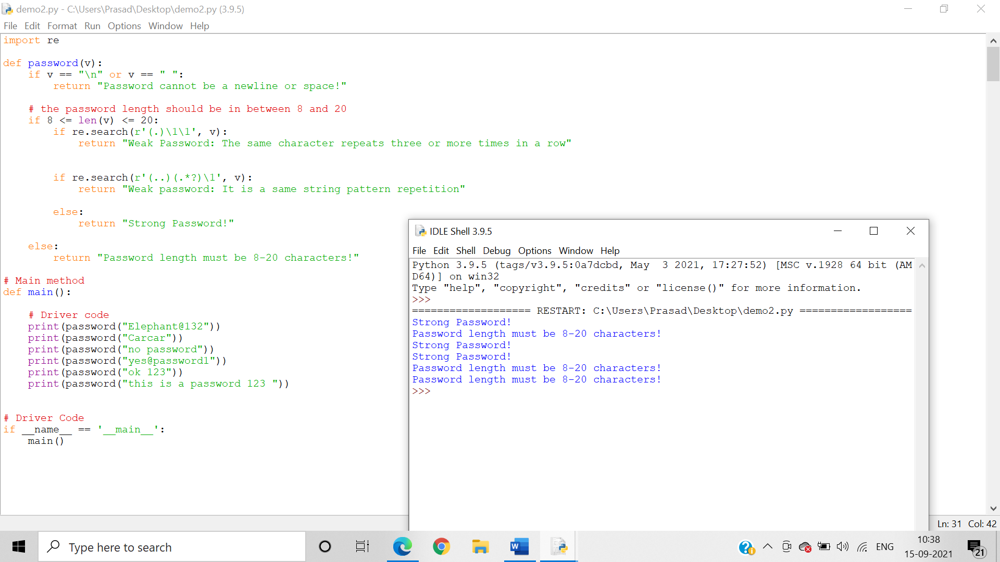 demo2.py - C:\Users\Prasad\Desktop\demo2.py (3.9.5)
File Edit Format Run Options Window Help
import re
def password(v):
    if v == "\n" or v == " ":
        return "Password cannot be a newline or space!"
    # the password length should be in between 8 and 20
    if 8 <= len(v) <= 20:
        if re.search(r'(.)\1\1', v):
            return "Weak Password: The same character repeats three or more times in a row"
        if re.search(r'(..)(.*?)\1', v):
            return "Weak password: It is a same string pattern repetition"
        else:
            return "Strong Password!"
    else:
        return "Password length must be 8-20 characters!"
# Main method
def main():
    # Driver code
    print(password("Elephant@132"))
    print(password("Carcar"))
    print(password("no password"))
    print(password("yes@password1"))
    print(password("ok 123"))
    print(password("this is a password 123 "))
# Driver Code
if __name__ == '__main__':
    main()
IDLE Shell 3.9.5
File Edit Shell Debug Options Window Help
Python 3.9.5 (tags/v3.9.5:0a7dcbd, May  3 2021, 17:27:52) [MSC v.1928 64 bit (AM
D64)] on win32
Type "help", "copyright", "credits" or "license()" for more information.
>>>
=================== RESTART: C:\Users\Prasad\Desktop\demo2.py ==================
Strong Password!
Password length must be 8-20 characters!
Strong Password!
Strong Password!
Password length must be 8-20 characters!
Password length must be 8-20 characters!
>>>
Ln: 31 Col: 42
Type here to search
W
ENG
10:38
15-09-2021
21